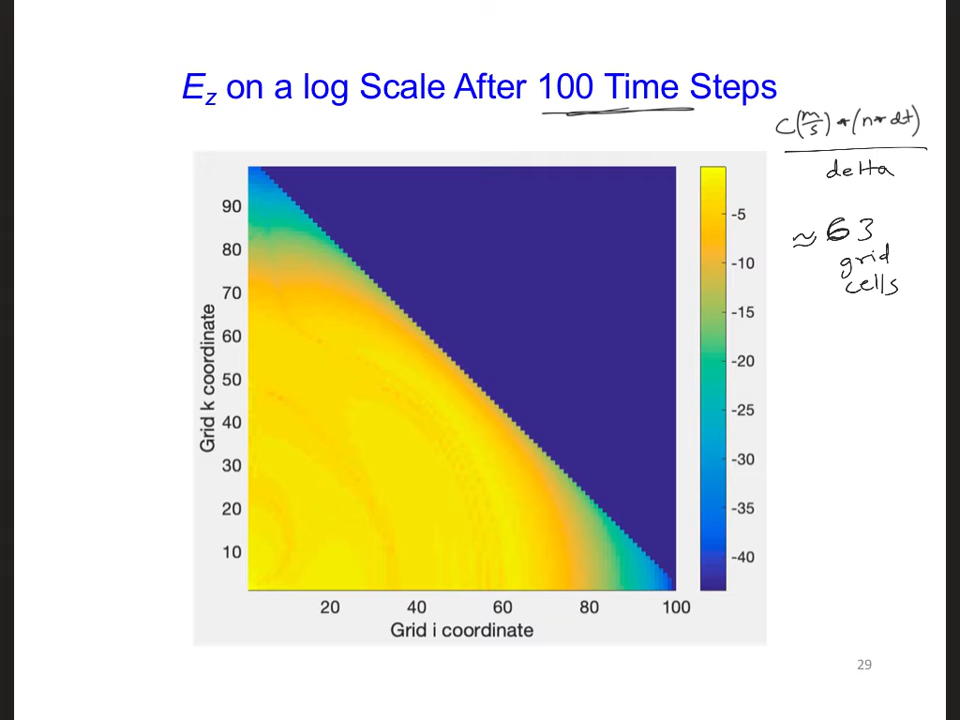 Ez on a log Scale After 100 Time Steps
C(m/s) * (n * dt)
delta
≈ 63
grid
cells
90
80
70
60
50
40
30
20
10
Grid k coordinate
20 40 60 80 100
Grid i coordinate
-5
-10
-15
-20
-25
-30
-35
-40
29